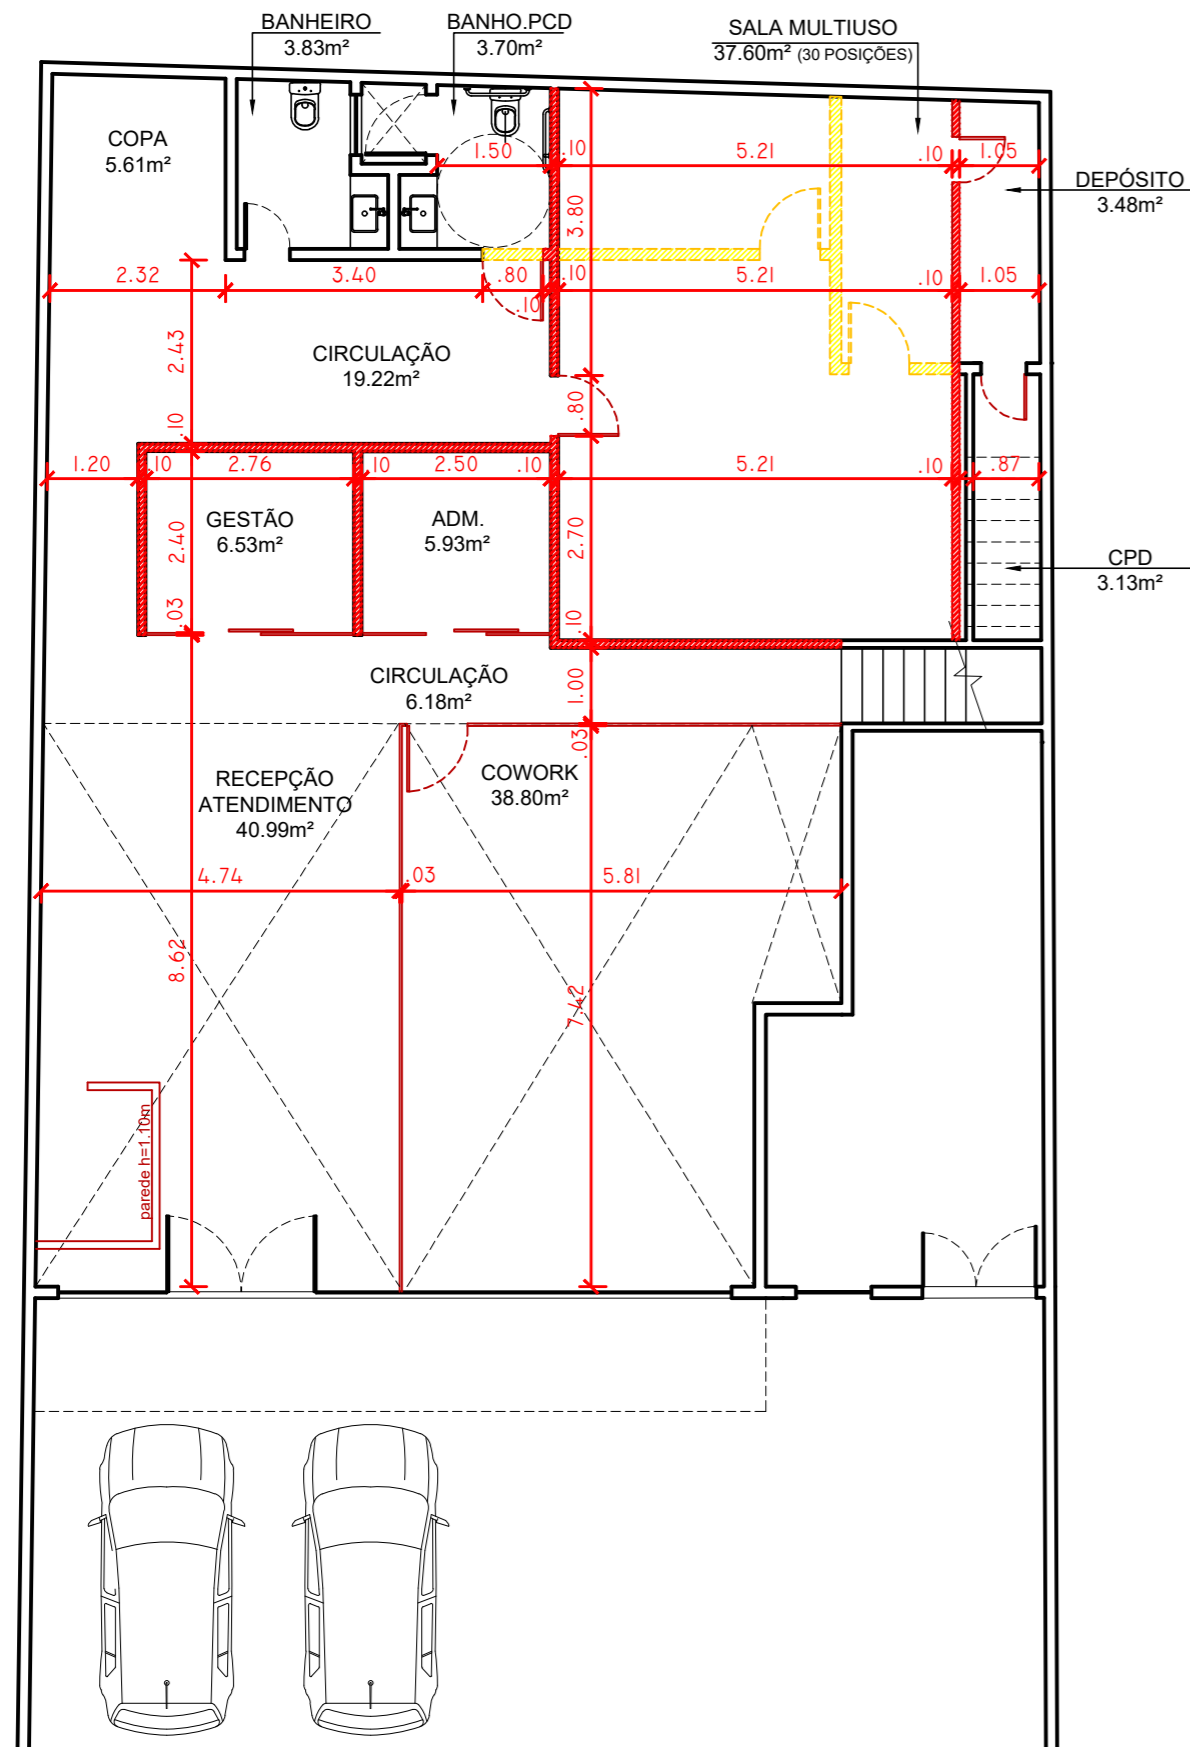 BANHEIRO
3.83m²
BANHO.PCD
3.70m²
SALA MULTIUSO
37.60m² (30 POSIÇÕES)
COPA
5.61m²
1.50
.10
5.21
.10
1.05
DEPÓSITO
3.48m²
3.80
2.32
3.40
.80
.10
.10
5.21
.10
1.05
2.43
CIRCULAÇÃO
19.22m²
.80
.10
1.20
.10
2.76
.10
2.50
.10
5.21
.10
.87
GESTÃO
6.53m²
ADM.
5.93m²
2.40
2.70
CPD
3.13m²
.03
.10
CIRCULAÇÃO
6.18m²
1.00
.03
RECEPÇÃO
ATENDIMENTO
40.99m²
COWORK
38.80m²
4.74
.03
5.81
8.62
7.42
parede h=1.10m